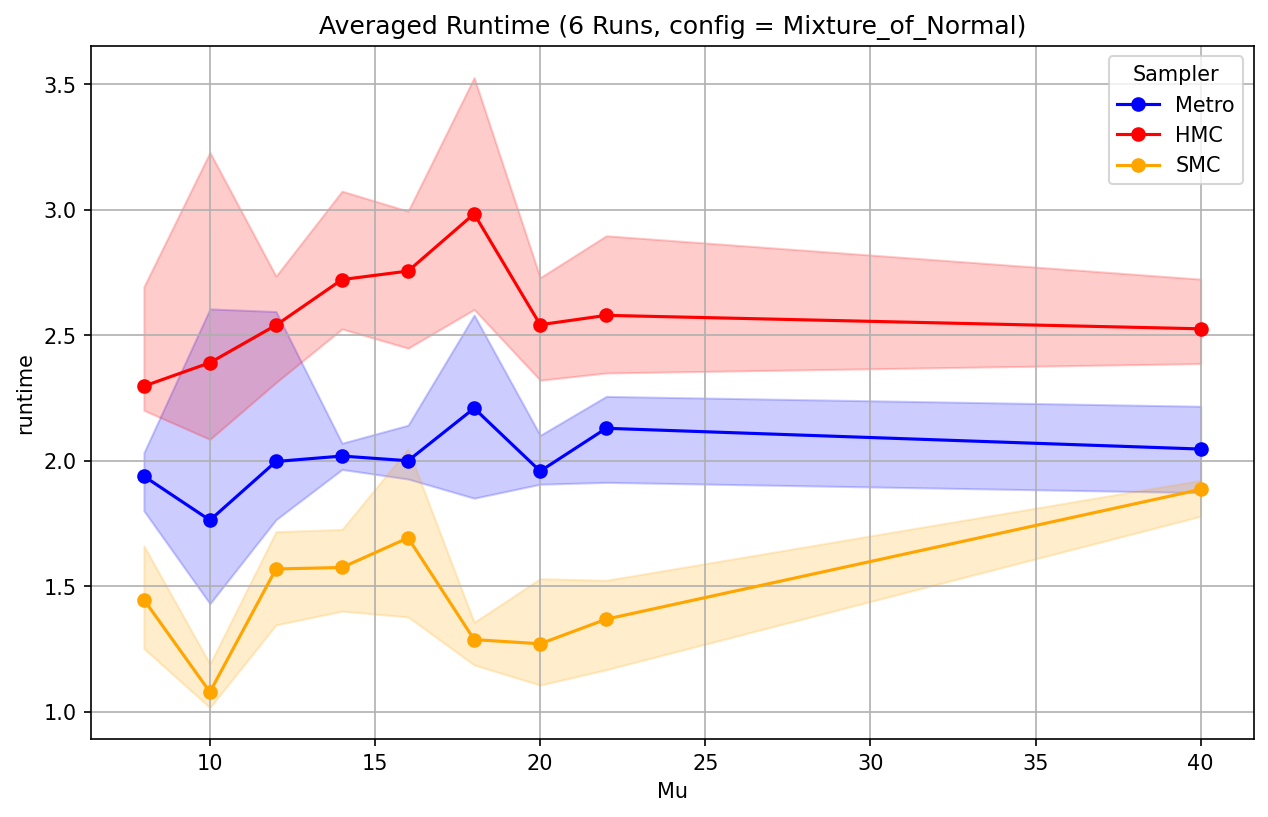 Averaged Runtime (6 Runs, config = Mixture_of_Normal)
Sampler
Metro
HMC
SMC
runtime
3.5
3.0
2.5
2.0
1.5
1.0
10 15 20 25 30 35 40
Mu